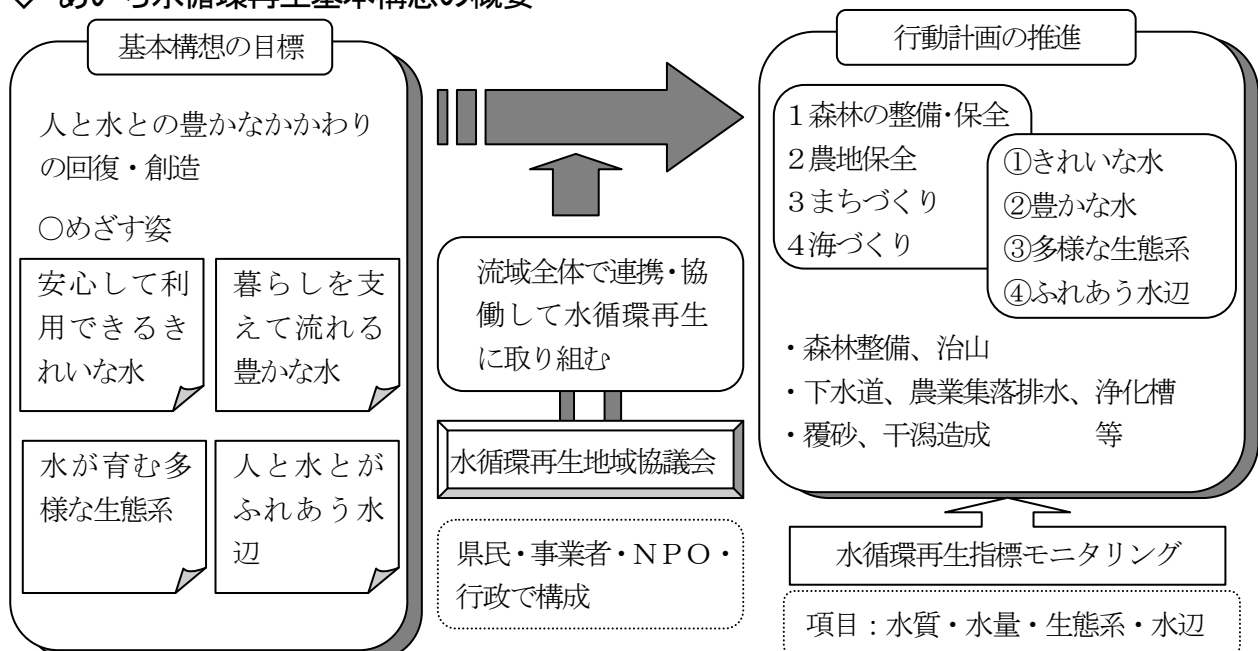 ◇ あいち水循環再生基本構想の概要
基本構想の目標
人と水との豊かなかかわり
の回復・創造
○めざす姿
安心して利
用できるき
れいな水
暮らしを支
えて流れる
豊かな水
水が育む多
様な生態系
人と水とが
ふれあう水
辺
流域全体で連携・協
働して水循環再生
に取り組む
水循環再生地域協議会
県民・事業者・ＮＰＯ・
行政で構成
行動計画の推進
１森林の整備・保全
２農地保全
３まちづくり
４海づくり
①きれいな水
②豊かな水
③多様な生態系
④ふれあう水辺
・森林整備、治山
・下水道、農業集落排水、浄化槽
・覆砂、干潟造成　　　　等
水循環再生指標モニタリング
項目：水質・水量・生態系・水辺